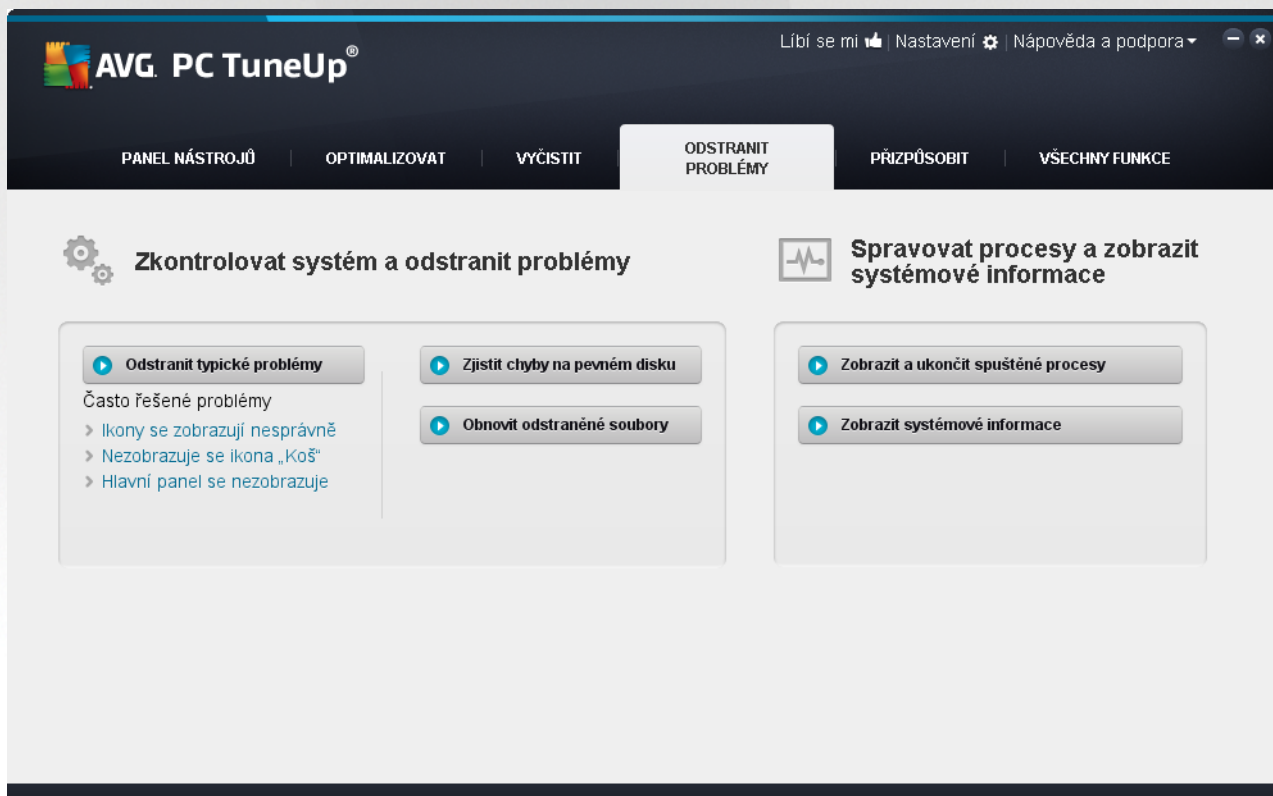 Líbí se mi | Nastavení | Nápověda a podpora
AVG PC TuneUp®
PANEL NÁSTROJŮ
OPTIMALIZOVAT
VYČISTIT
ODSTRANIT
PROBLÉMY
PŘIZPŮSOBIT
VŠECHNY FUNKCE
Zkontrolovat systém a odstranit problémy
Odstranit typické problémy
Často řešené problémy
Ikony se zobrazují nesprávně
Nezobrazuje se ikona „Koš“
Hlavní panel se nezobrazuje
Zjistit chyby na pevném disku
Obnovit odstraněné soubory
Spravovat procesy a zobrazit
systémové informace
Zobrazit a ukončit spuštěné procesy
Zobrazit systémové informace